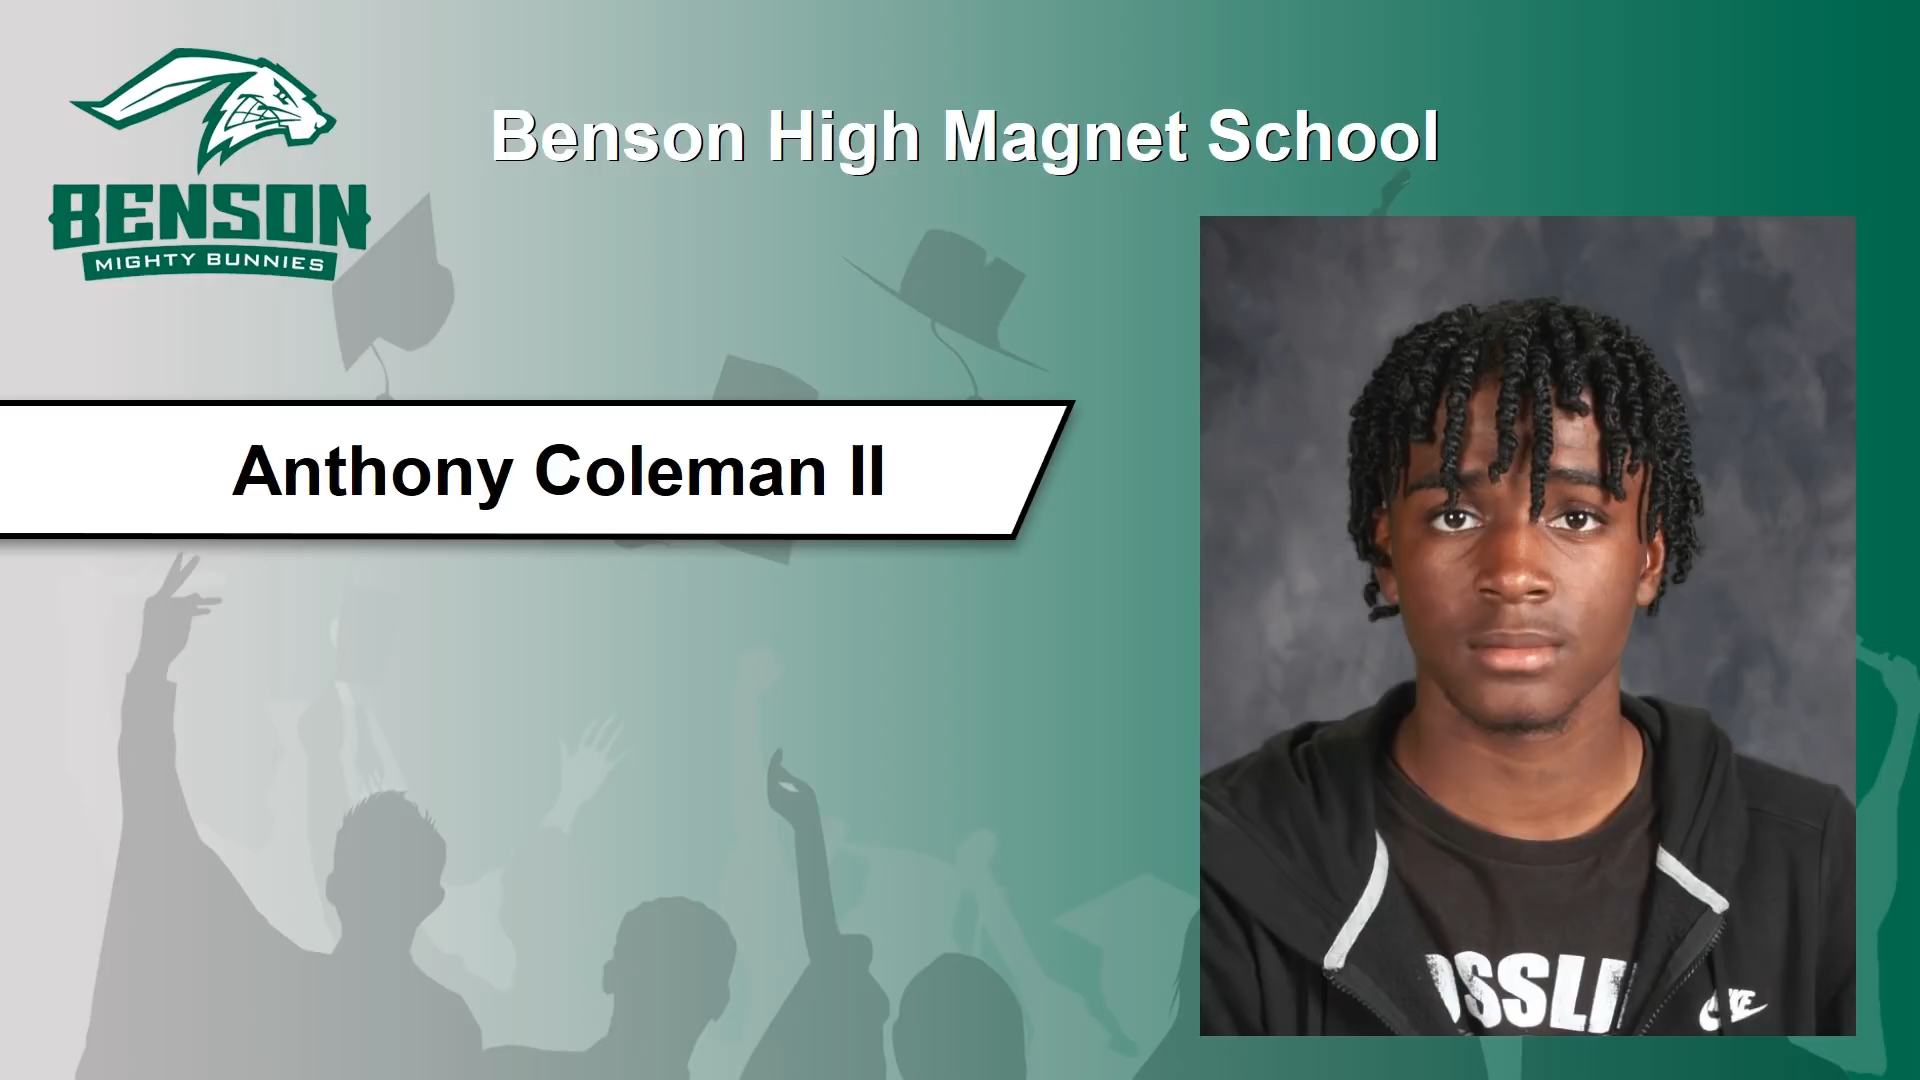 Benson High Magnet School
BENSON
MIGHTY BUNNIES
Anthony Coleman II